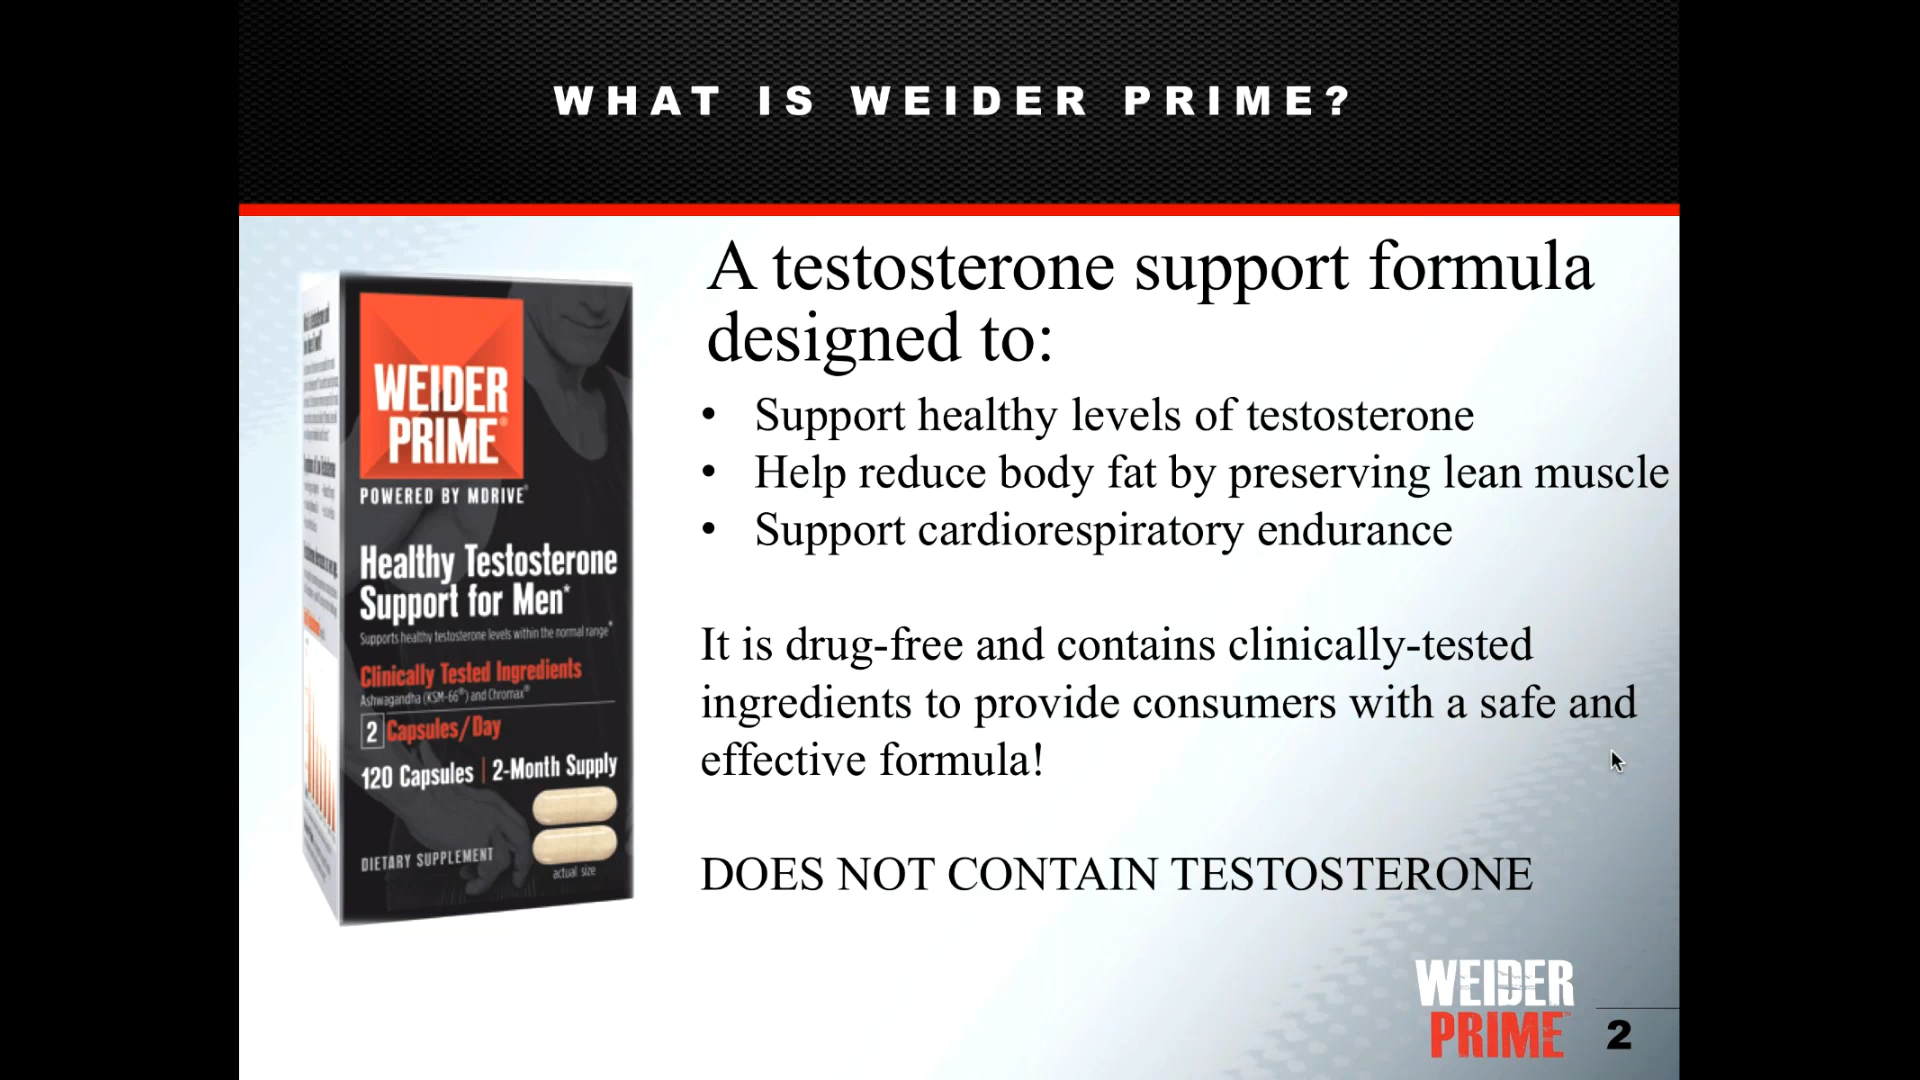 WHAT IS WEIDER PRIME?
WEIDER
PRIME®
POWERED BY MDRIVE®
Healthy Testosterone
Support for Men*
Supports healthy testosterone levels within the normal range*
Clinically Tested Ingredients
Ashwagandha (KSM-66®) and Chromax®
2 Capsules/Day
120 Capsules | 2-Month Supply
DIETARY SUPPLEMENT
actual size
A testosterone support formula
designed to:
• Support healthy levels of testosterone
• Help reduce body fat by preserving lean muscle
• Support cardiorespiratory endurance
It is drug-free and contains clinically-tested
ingredients to provide consumers with a safe and
effective formula!
DOES NOT CONTAIN TESTOSTERONE
WEIDER
PRIME™
2